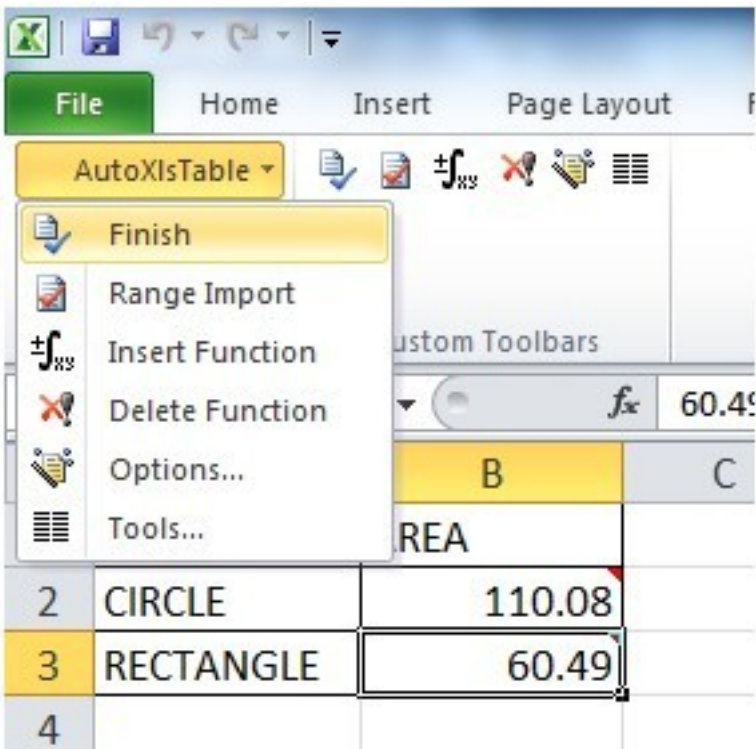 File Home Insert Page Layout
AutoXlsTable
Finish
Range Import
Insert Function
ustom Toolbars
Delete Function
fx 60.49
Options...
B C
Tools...
REA
2 CIRCLE 110.08
3 RECTANGLE 60.49
4